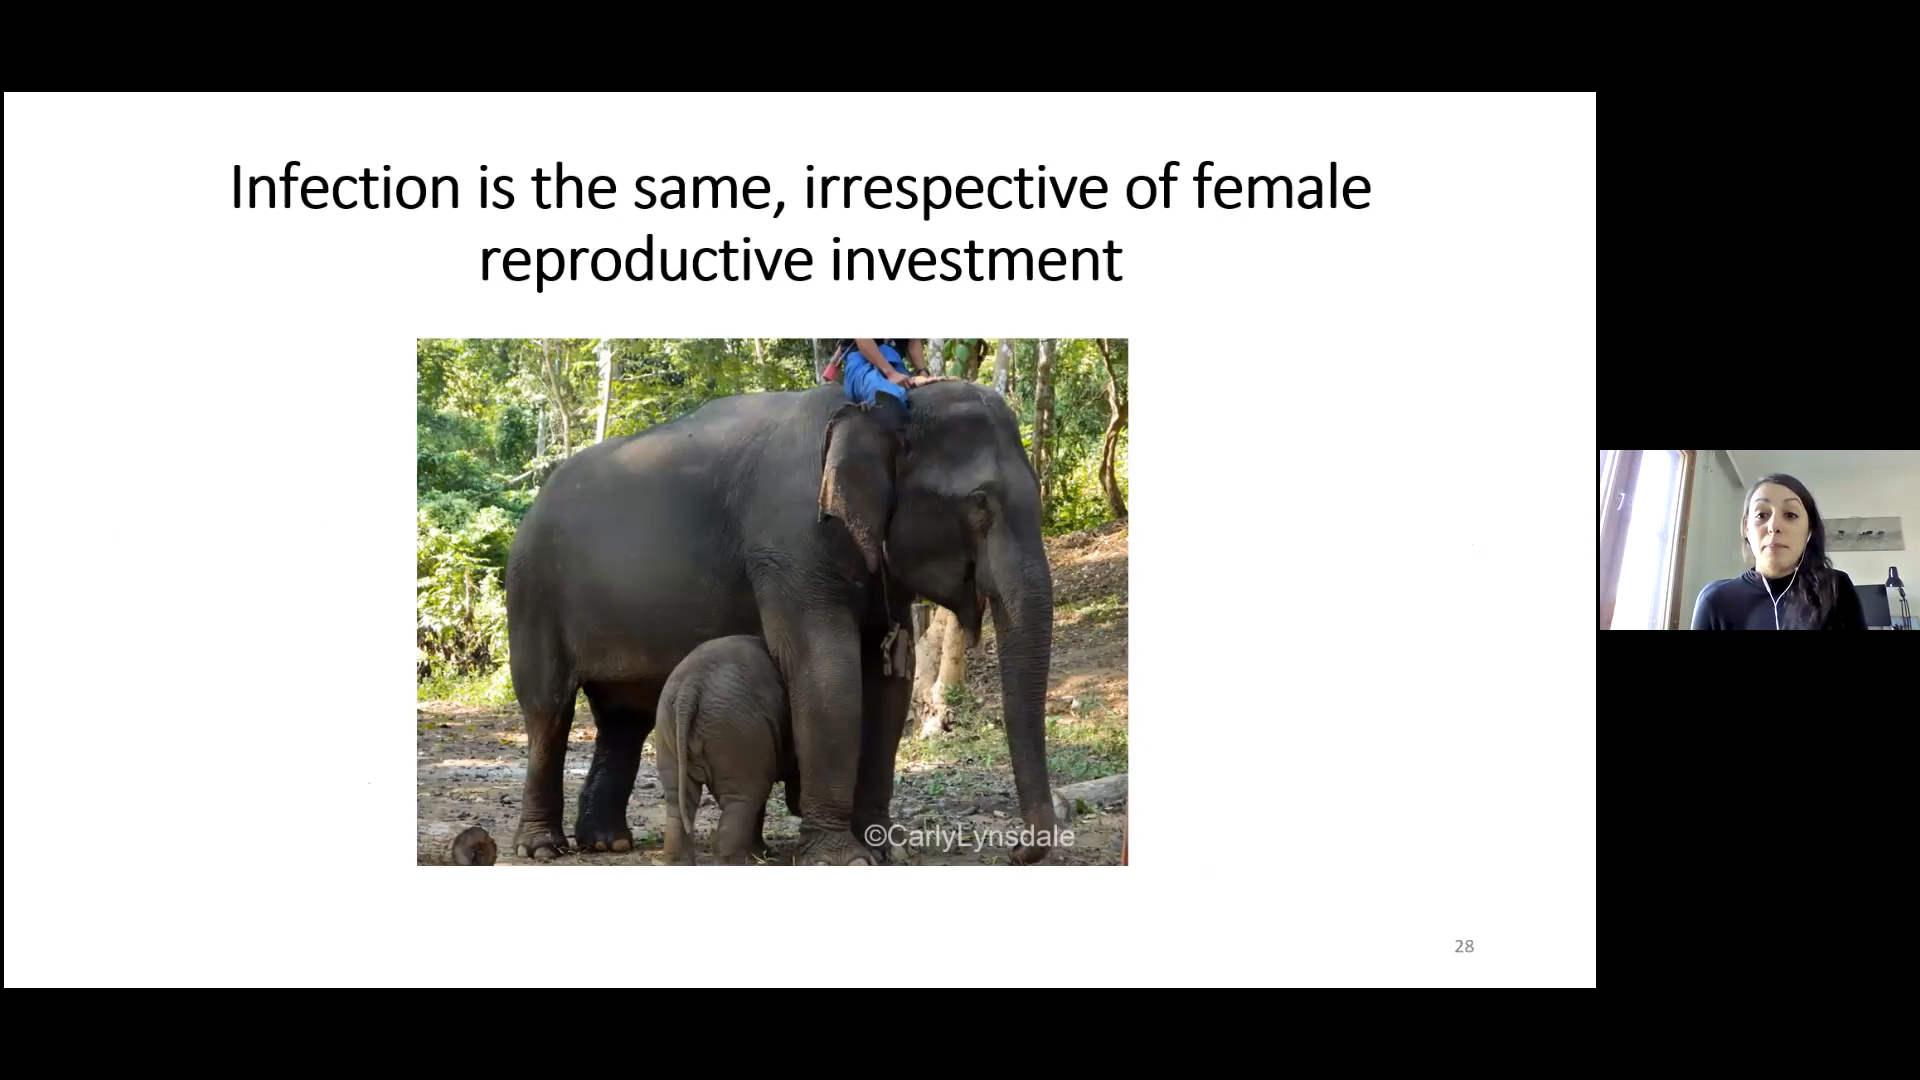 Infection is the same, irrespective of female
reproductive investment
©CarlyLynsdale
28